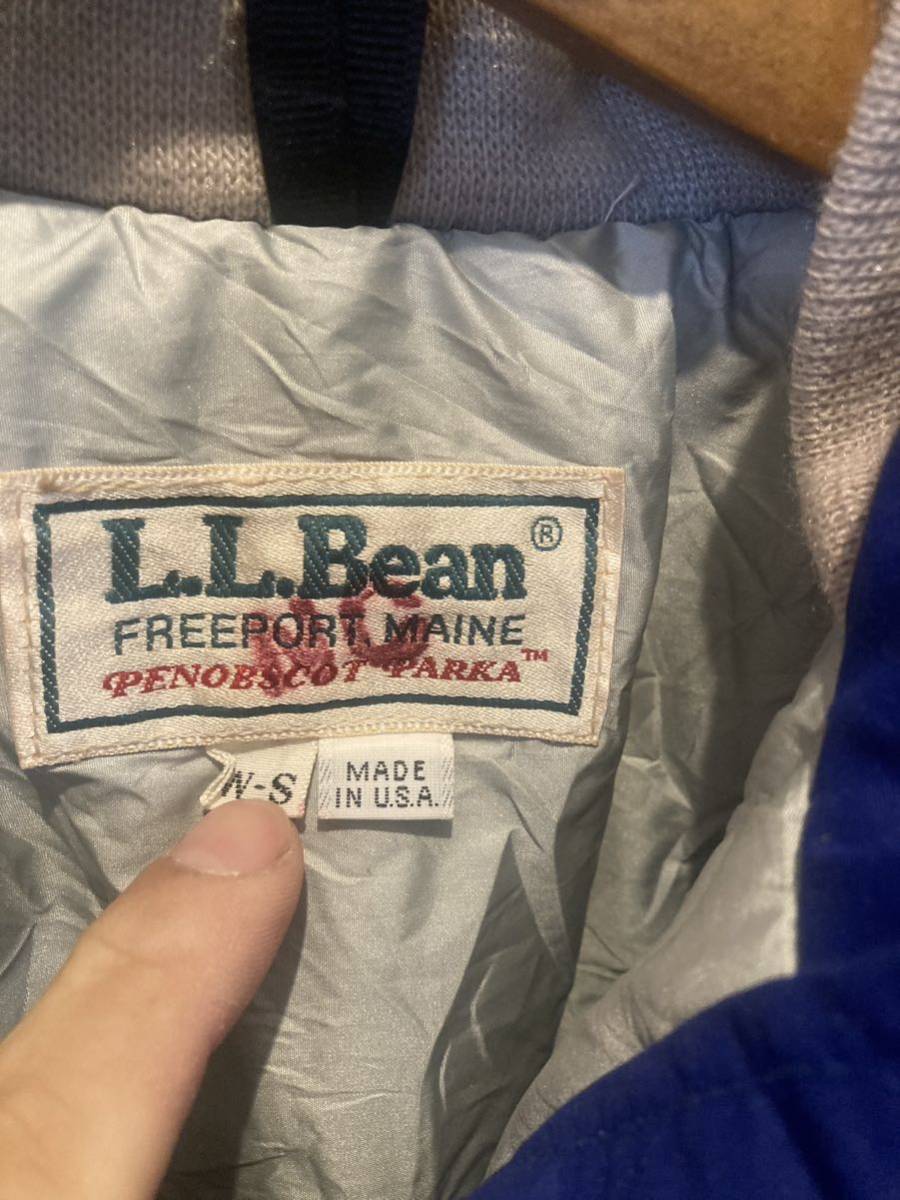 L.L.Bean®
FREEPORT, MAINE
PENOBSCOT PARKA™
W-S
MADE
IN U.S.A.